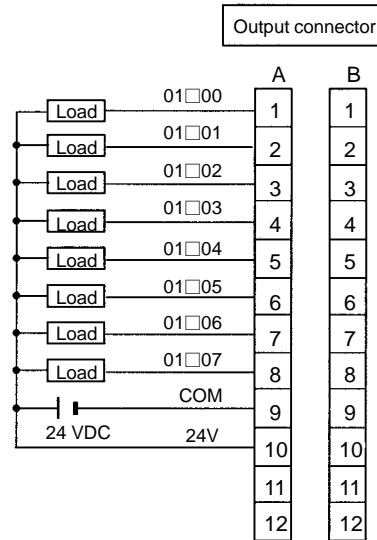 Output connector
A B
01□00
Load 1 1
01□01
Load 2 2
01□02
Load 3 3
01□03
Load 4 4
01□04
Load 5 5
01□05
Load 6 6
01□06
Load 7 7
01□07
Load 8 8
COM
9 9
24 VDC 24V
10 10
11 11
12 12